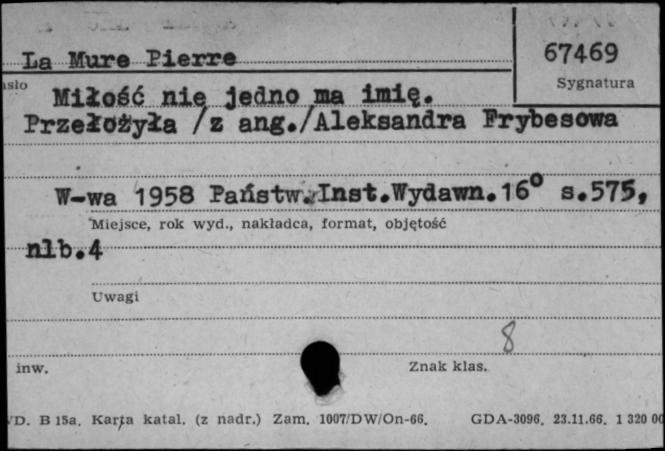 La Mure Pierre
67469
Sygnatura
asło
Miłość nie jedno ma imię.
Przełożyła /z ang./Aleksandra Frybesowa
W-wa 1958 Państw.Inst.Wydawn.16° s.575,
Miejsce, rok wyd., nakładca, format, objętość
nlb.4
Uwagi
8
inw.
Znak klas.
VD. B 15a. Karta katal. (z nadr.) Zam. 1007/DW/On-66. GDA-3096. 23.11.66. 1 320 00